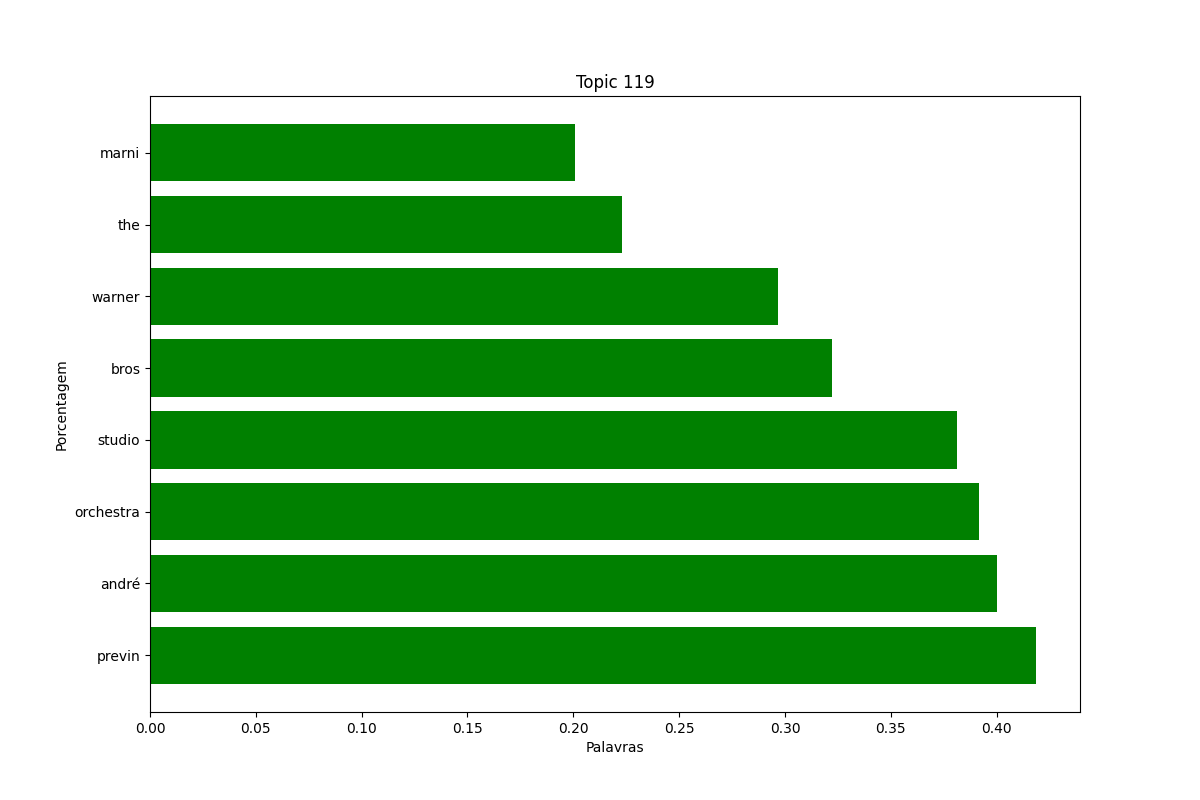 Topic 119
marni
the
warner
bros
studio
orchestra
andré
previn
Porcentagem
0.00 0.05 0.10 0.15 0.20 0.25 0.30 0.35 0.40
Palavras